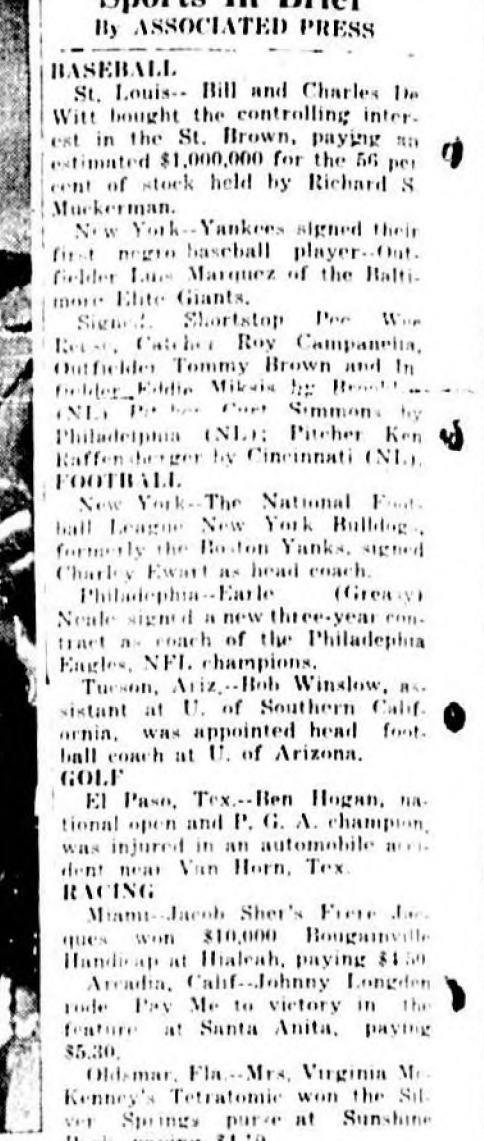 Sports In Brief
By ASSOCIATED PRESS
BASEBALL
St. Louis-- Bill and Charles De
Witt bought the controlling inter-
est in the St. Brown, paying an
estimated $1,000,000 for the 56 per
cent of stock held by Richard S
Muckerman.
New York--Yankees signed their
first negro baseball player--Out-
fielder Luis Marquez of the Balti-
more Elite Giants.
Signed. Shortstop Pee Wee
Reese, Catcher Roy Campanella,
Outfielder Tommy Brown and In
fielder Eddie Miksis by
(NL) Curt Simmons by
Philadelphia (NL); Pitcher Ken
Raffensberger by Cincinnati (NL).
FOOTBALL
New York--The National Foot-
ball League New York Bulldogs,
formerly the Boston Yanks, signed
Charley Ewart as head coach.
Philadephia--Earle (Greasy)
Neale signed a new three-year con-
tract as coach of the Philadephia
Eagles, NFL champions.
Tucson, Ariz.--Bob Winslow, as-
sistant at U. of Southern Calif-
ornia, was appointed head foot-
ball coach at U. of Arizona.
GOLF
El Paso, Tex.--Ben Hogan, na-
tional open and P. G. A. champion,
was injured in an automobile acci-
dent near Van Horn, Tex.
RACING
Miami--Jacob Sher's Frere Jac-
ques won $10,000 Bougainville
Handicap at Hialeah, paying
Arcadia, Calif--Johnny Longden
rode Pay Me to victory in the
feature at Santa Anita, paying
$5.30.
Oldsmar, Fla.--Mrs, Virginia Mc-
Kenney's Tetratomic won the Sil-
ver Springs purse at Sunshine